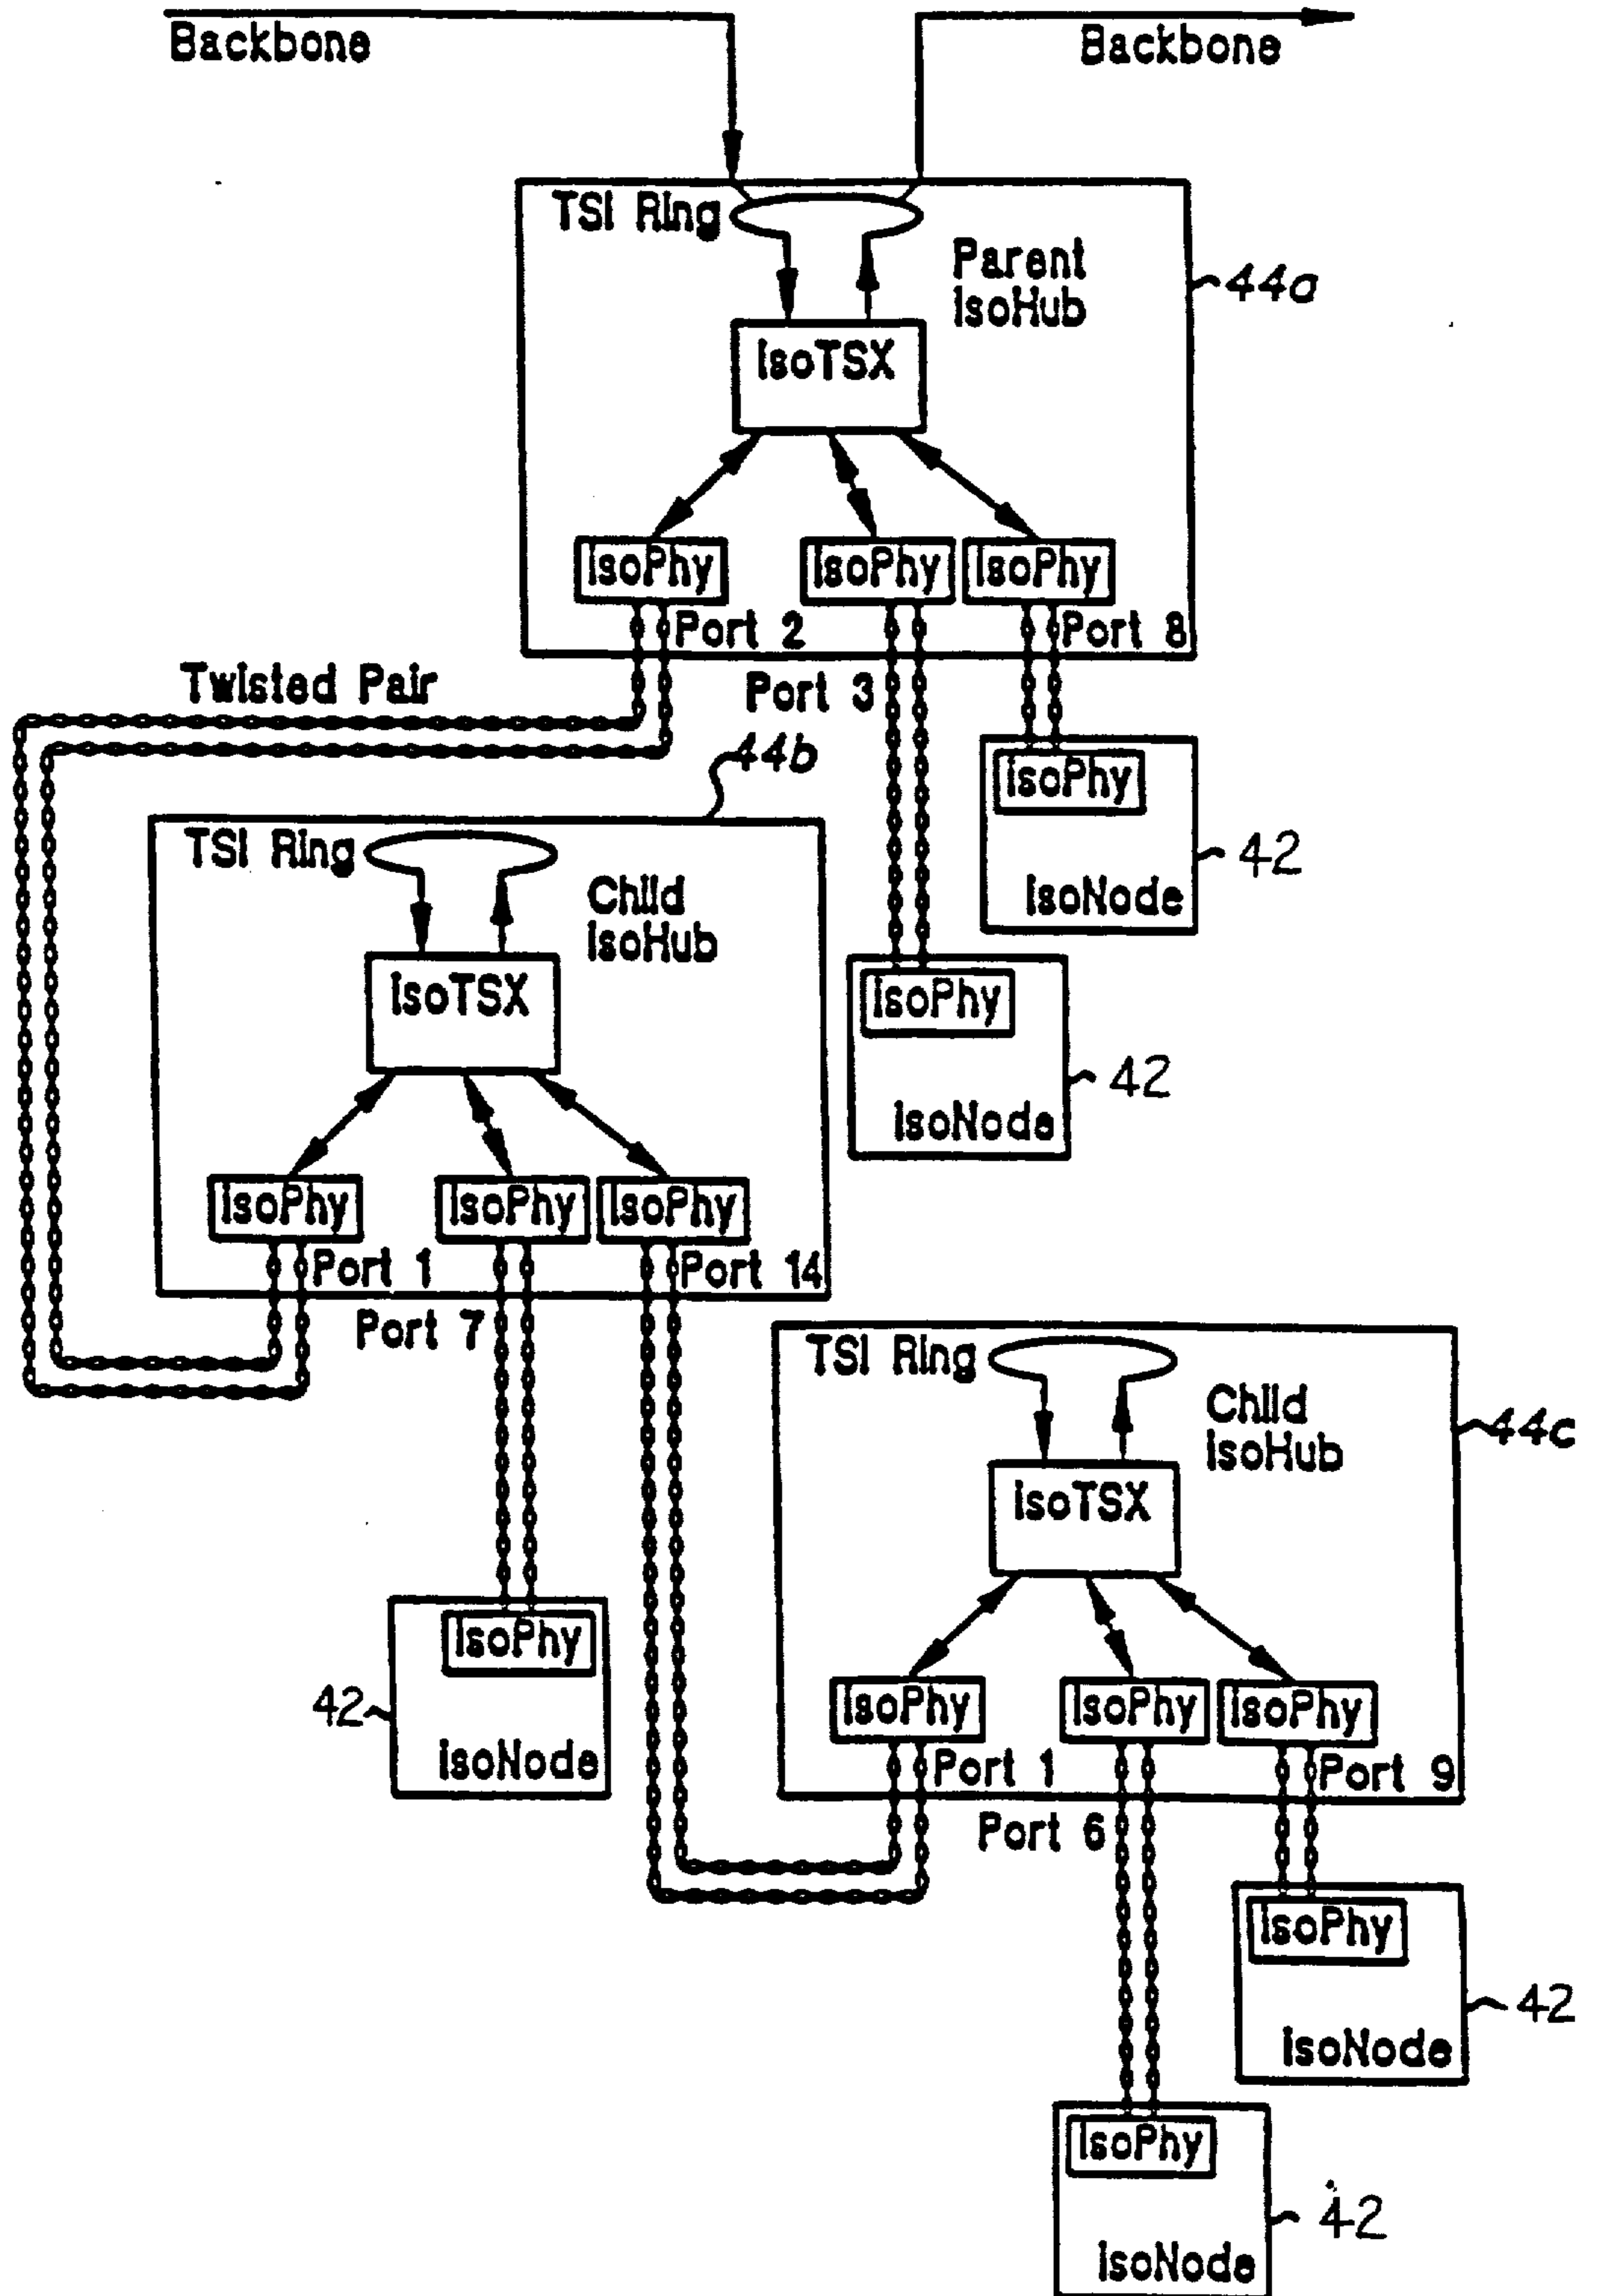 Backbone
Backbone
TSI Ring
Parent
IsoHub
44a
IsoTSX
IsoPhy
IsoPhy
IsoPhy
Port 2
Port 8
Twisted Pair
Port 3
44b
IsoPhy
42
IsoNode
TSI Ring
Child
IsoHub
IsoPhy
42
IsoNode
IsoTSX
IsoPhy
IsoPhy
IsoPhy
Port 1
Port 14
Port 7
TSI Ring
Child
IsoHub
44c
IsoTSX
IsoPhy
42
IsoNode
IsoPhy
IsoPhy
IsoPhy
Port 1
Port 9
Port 6
IsoPhy
42
IsoNode
IsoPhy
42
IsoNode